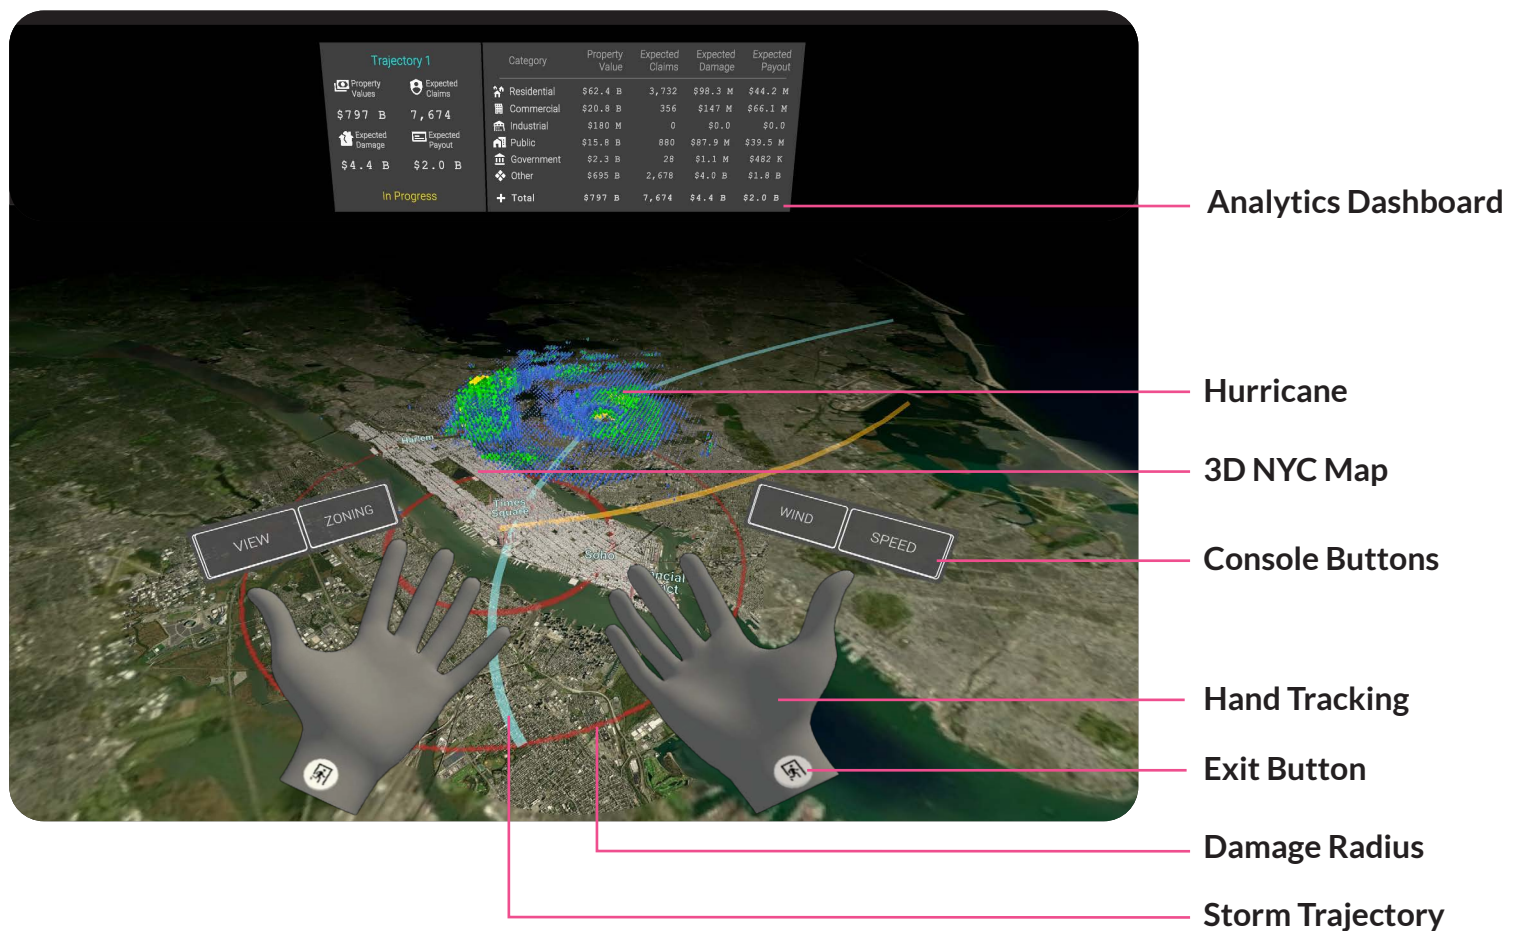 Trajectory 1
Property Values
Expected Claims
$797 B
7,674
Expected Damage
Expected Payout
$4.4 B
$2.0 B
In Progress
Category Property Value Expected Claims Expected Damage Expected Payout
Residential $62.4 B 3,732 $98.3 M $44.2 M
Commercial $20.8 B 356 $147 M $66.1 M
Industrial $180 M 0 $0.0 $0.0
Public $15.8 B 880 $87.9 M $39.5 M
Government $2.3 B 28 $1.1 M $482 K
Other $695 B 2,678 $4.0 B $1.8 B
Total $797 B 7,674 $4.4 B $2.0 B
Analytics Dashboard
Hurricane
Harlem
3D NYC Map
Times
Square
VIEW
ZONING
WIND
SPEED
Console Buttons
Soho
Hand Tracking
Exit Button
Damage Radius
Storm Trajectory